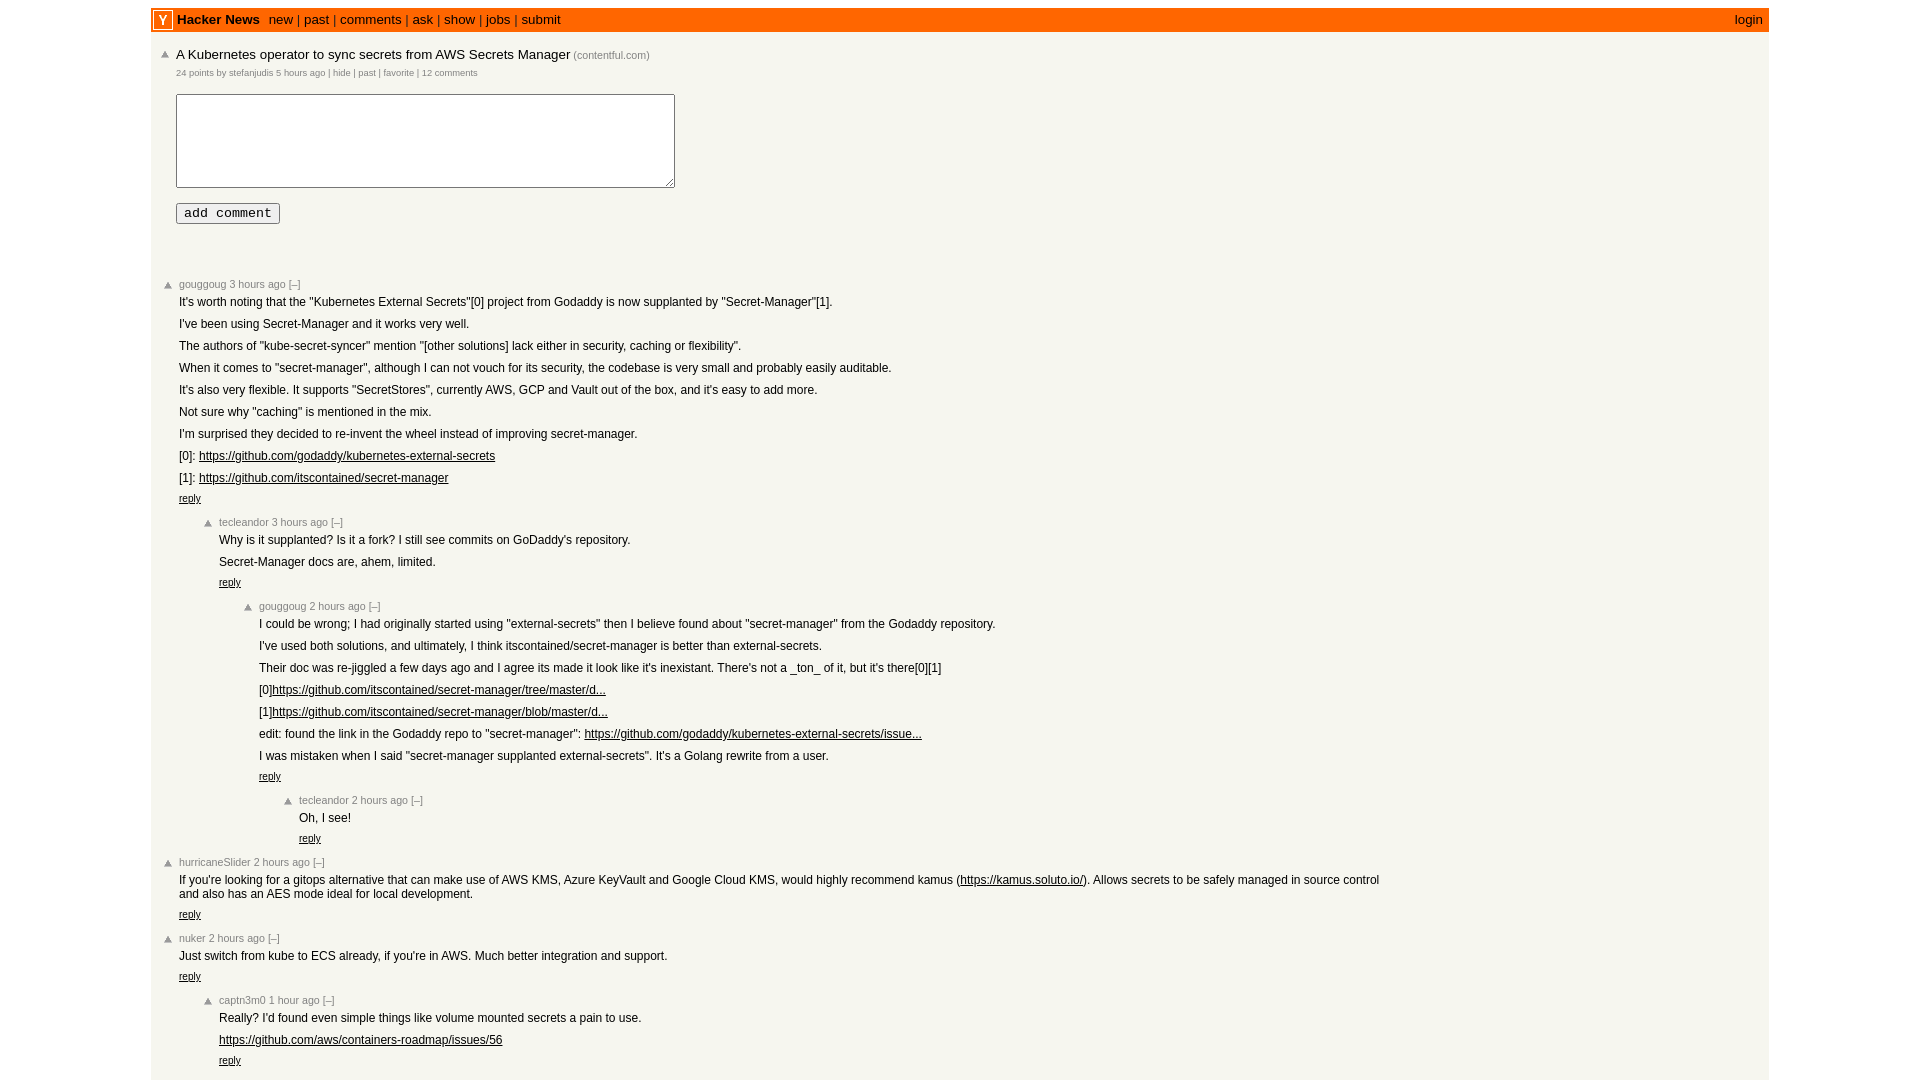 Y Hacker News new | past | comments | ask | show | jobs | submit login
A Kubernetes operator to sync secrets from AWS Secrets Manager (contentful.com)
24 points by stefanjudis 5 hours ago | hide | past | favorite | 12 comments
add comment
gouggoug 3 hours ago [–]
It's worth noting that the "Kubernetes External Secrets"[0] project from Godaddy is now supplanted by "Secret-Manager"[1].
I've been using Secret-Manager and it works very well.
The authors of "kube-secret-syncer" mention "[other solutions] lack either in security, caching or flexibility".
When it comes to "secret-manager", although I can not vouch for its security, the codebase is very small and probably easily auditable.
It's also very flexible. It supports "SecretStores", currently AWS, GCP and Vault out of the box, and it's easy to add more.
Not sure why "caching" is mentioned in the mix.
I'm surprised they decided to re-invent the wheel instead of improving secret-manager.
[0]: https://github.com/godaddy/kubernetes-external-secrets
[1]: https://github.com/itscontained/secret-manager
reply
tecleandor 3 hours ago [–]
Why is it supplanted? Is it a fork? I still see commits on GoDaddy's repository.
Secret-Manager docs are, ahem, limited.
reply
gouggoug 2 hours ago [–]
I could be wrong; I had originally started using "external-secrets" then I believe found about "secret-manager" from the Godaddy repository.
I've used both solutions, and ultimately, I think itscontained/secret-manager is better than external-secrets.
Their doc was re-jiggled a few days ago and I agree its made it look like it's inexistant. There's not a _ton_ of it, but it's there[0][1]
[0]https://github.com/itscontained/secret-manager/tree/master/d...
[1]https://github.com/itscontained/secret-manager/blob/master/d...
edit: found the link in the Godaddy repo to "secret-manager": https://github.com/godaddy/kubernetes-external-secrets/issue...
I was mistaken when I said "secret-manager supplanted external-secrets". It's a Golang rewrite from a user.
reply
tecleandor 2 hours ago [–]
Oh, I see!
reply
hurricaneSlider 2 hours ago [–]
If you're looking for a gitops alternative that can make use of AWS KMS, Azure KeyVault and Google Cloud KMS, would highly recommend kamus (https://kamus.soluto.io/). Allows secrets to be safely managed in source control
and also has an AES mode ideal for local development.
reply
nuker 2 hours ago [–]
Just switch from kube to ECS already, if you're in AWS. Much better integration and support.
reply
captn3m0 1 hour ago [–]
Really? I'd found even simple things like volume mounted secrets a pain to use.
https://github.com/aws/containers-roadmap/issues/56
reply